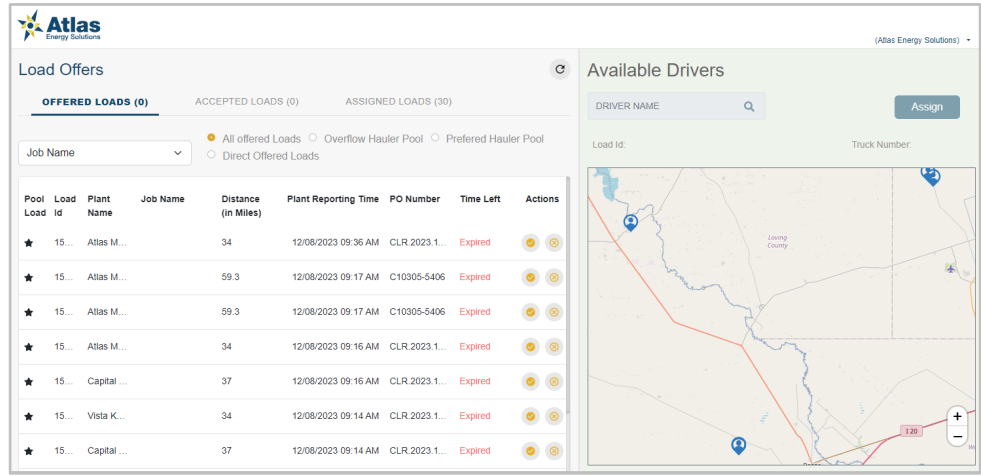 Atlas
Energy Solutions
(Atlas Energy Solutions)
Load Offers
OFFERED LOADS (0) ACCEPTED LOADS (0) ASSIGNED LOADS (30)
Job Name
All offered Loads Overflow Hauler Pool Prefered Hauler Pool
Direct Offered Loads
Pool Load Plant Job Name Distance Plant Reporting Time PO Number Time Left Actions
Load Id Name (in Miles)
15... Atlas M... 34 12/08/2023 09:36 AM CLR.2023.1... Expired
15... Atlas M... 59.3 12/08/2023 09:17 AM C10305-5406 Expired
15... Atlas M... 59.3 12/08/2023 09:17 AM C10305-5406 Expired
15... Atlas M... 34 12/08/2023 09:16 AM CLR.2023.1... Expired
15... Capital ... 37 12/08/2023 09:16 AM CLR.2023.1... Expired
15... Vista K... 34 12/08/2023 09:14 AM CLR.2023.1... Expired
15... Capital ... 37 12/08/2023 09:14 AM CLR.2023.1... Expired
Available Drivers
DRIVER NAME
Assign
Load Id: Truck Number:
Loving
County
+
I 20
−